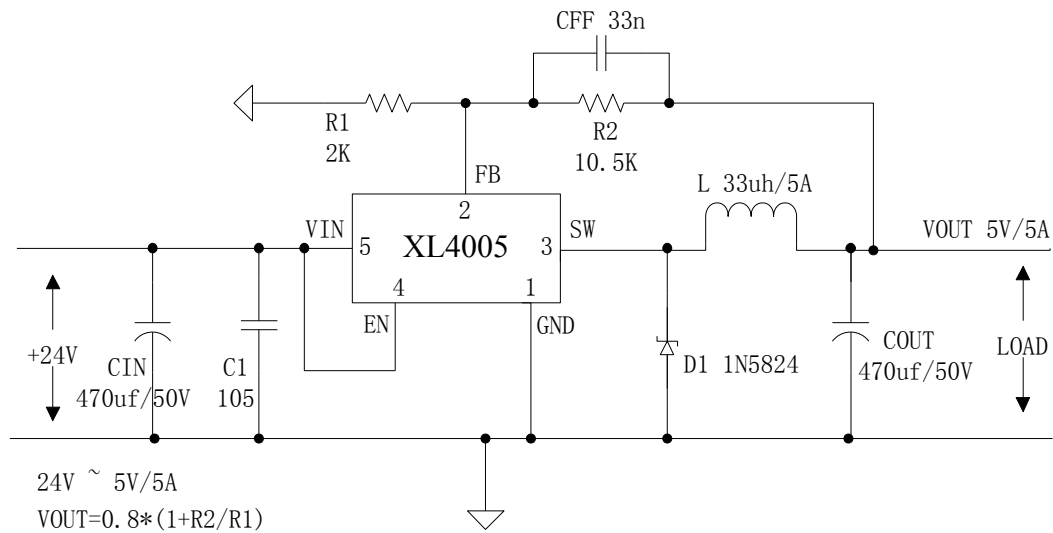 CFF 33n
R1
2K
R2
10.5K
FB
2
L 33uh/5A
VIN
5
XL4005
3
SW
VOUT 5V/5A
4
1
EN
GND
+24V
CIN
470uf/50V
C1
105
D1 1N5824
COUT
470uf/50V
LOAD
24V ~ 5V/5A
VOUT=0.8*(1+R2/R1)